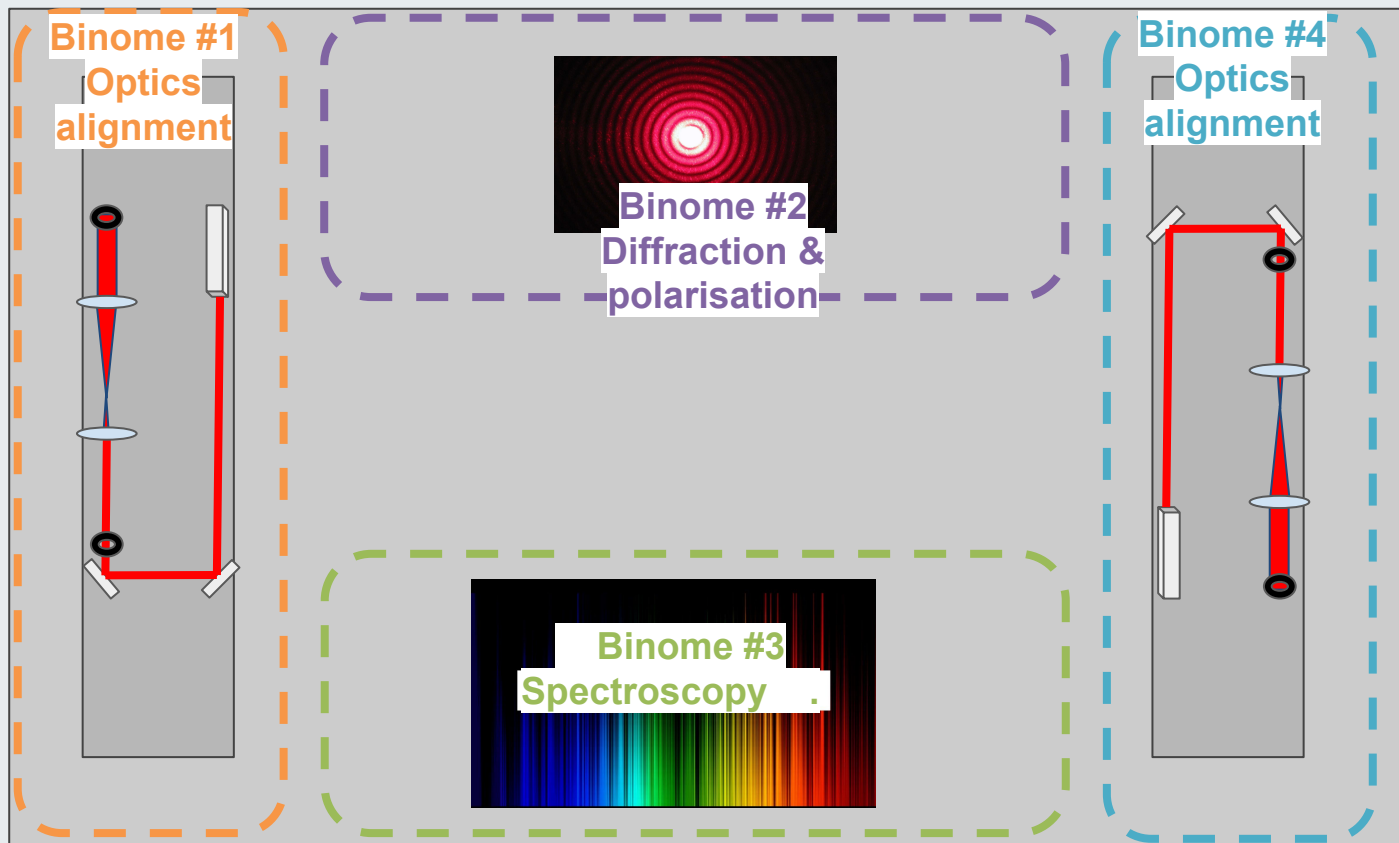 Binome #1
Optics
alignment
Binome #2
Diffraction &
polarisation
Binome #4
Optics
alignment
Binome #3
Spectroscopy .